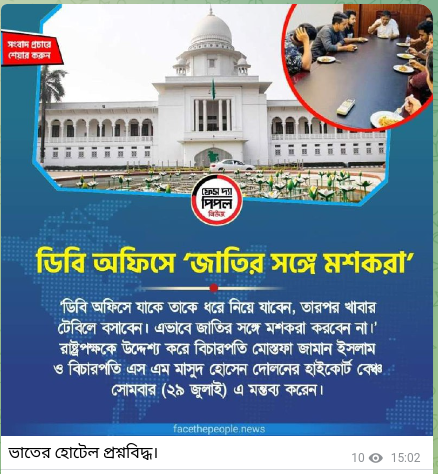 সংবাদ প্রচারে
শেয়ার করুন
ফেস দ্যা
পিপল
নিউজ
ডিবি অফিসে ‘জাতির সঙ্গে মশকরা’
'ডিবি অফিসে যাকে তাকে ধরে নিয়ে যাবেন, তারপর খাবার
টেবিলে বসাবেন। এভাবে জাতির সঙ্গে মশকরা করবেন না।'
রাষ্ট্রপক্ষকে উদ্দেশ্য করে বিচারপতি মোস্তফা জামান ইসলাম
ও বিচারপতি এস এম মাসুদ হোসেন দোলনের হাইকোর্ট বেঞ্চ
সোমবার (২৯ জুলাই) এ মন্তব্য করেন।
facethepeople.news
ভাতের হোটেল প্রশ্নবিদ্ধ।
10 15:02